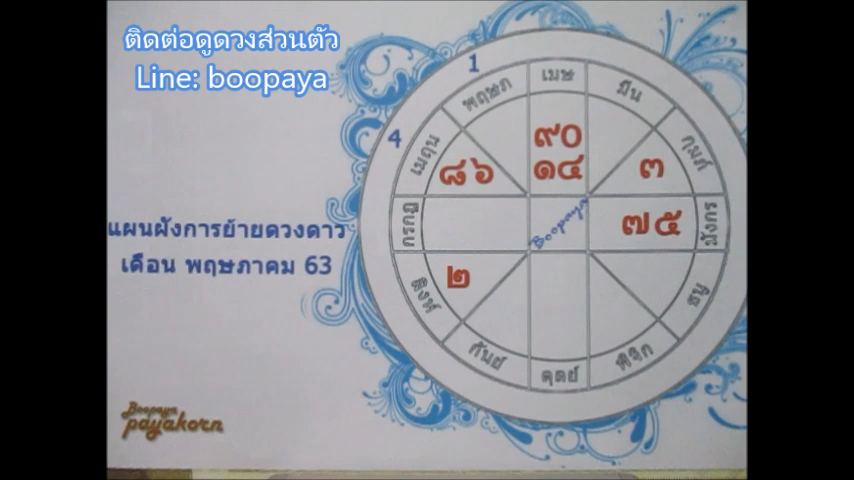 ติดต่อดูดวงส่วนตัว
Line: boopaya
แผนผังการย้ายดวงดาว
เดือน พฤษภาคม 63
Boopaya
payakorn
1
4
เมษ
พฤษภ
เมถุน
กรกฎ
สิงห์
กันย์
ตุลย์
พิจิก
ธนู
มังกร
กุมภ์
มีน
๙๐
๑๔
๘๖
๓
๗๕
๒
Boopaya